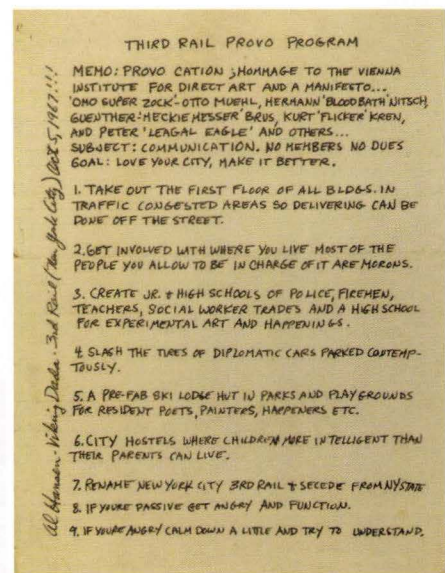 THIRD RAIL PROVO PROGRAM
MEMO: PROVO CATION ; HOMMAGE TO THE VIENNA
INSTITUTE FOR DIRECT ART AND A MANIFESTO...
'OMO SUPER ZOCK'- OTTO MUEHL, HERMANN 'BLOODBATH' NITSCH,
GUENTHER-'MECKIE MESSER' BRUS, KURT 'FLICKER' KREN,
AND PETER 'LEAGAL EAGLE' AND OTHERS...
SUBJECT: COMMUNICATION. NO MEMBERS NO DUES
GOAL: LOVE YOUR CITY, MAKE IT BETTER.
1. TAKE OUT THE FIRST FLOOR OF ALL BLDGS. IN
TRAFFIC CONGESTED AREAS SO DELIVERING CAN BE
DONE OFF THE STREET.
2. GET INVOLVED WITH WHERE YOU LIVE MOST OF THE
PEOPLE YOU ALLOW TO BE IN CHARGE OF IT ARE MORONS.
3. CREATE JR. + HIGH SCHOOLS OF POLICE, FIREMEN,
TEACHERS, SOCIAL WORKER TRADES AND A HIGH SCHOOL
FOR EXPERIMENTAL ART AND HAPPENINGS.
4. SLASH THE TIRES OF DIPLOMATIC CARS PARKED CONTEMP-
TOUSLY.
5. A PRE-FAB SKI LODGE HUT IN PARKS AND PLAYGROUNDS
FOR RESIDENT POETS, PAINTERS, HAPPENERS ETC.
6. CITY HOSTELS WHERE CHILDREN MORE INTELLIGENT THAN
THEIR PARENTS CAN LIVE.
7. RENAME NEW YORK CITY 3RD RAIL + SECEDE FROM NY STATE
8. IF YOURE PASSIVE GET ANGRY AND FUNCTION.
9. IF YOURE ANGRY CALM DOWN A LITTLE AND TRY TO UNDERSTAND.
Al Hansen - Viking Dada - 3rd Rail (New York City) Oct 5, 1967!!!